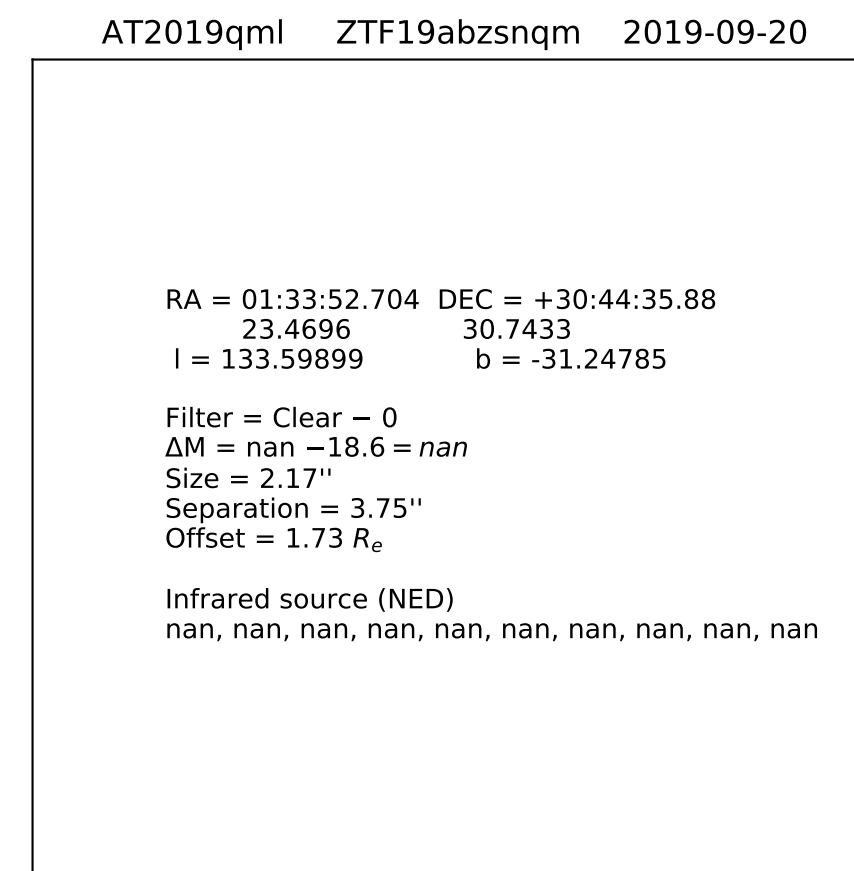 AT2019qml ZTF19abzsnqm 2019-09-20
RA = 01:33:52.704 DEC = +30:44:35.88
23.4696 30.7433
l = 133.59899 b = -31.24785
Filter = Clear − 0
ΔM = nan −18.6 = nan
Size = 2.17''
Separation = 3.75''
Offset = 1.73 Re
Infrared source (NED)
nan, nan, nan, nan, nan, nan, nan, nan, nan, nan